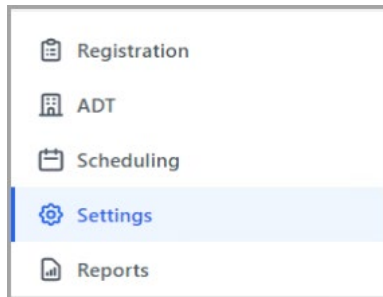 Registration
ADT
Scheduling
Settings
Reports